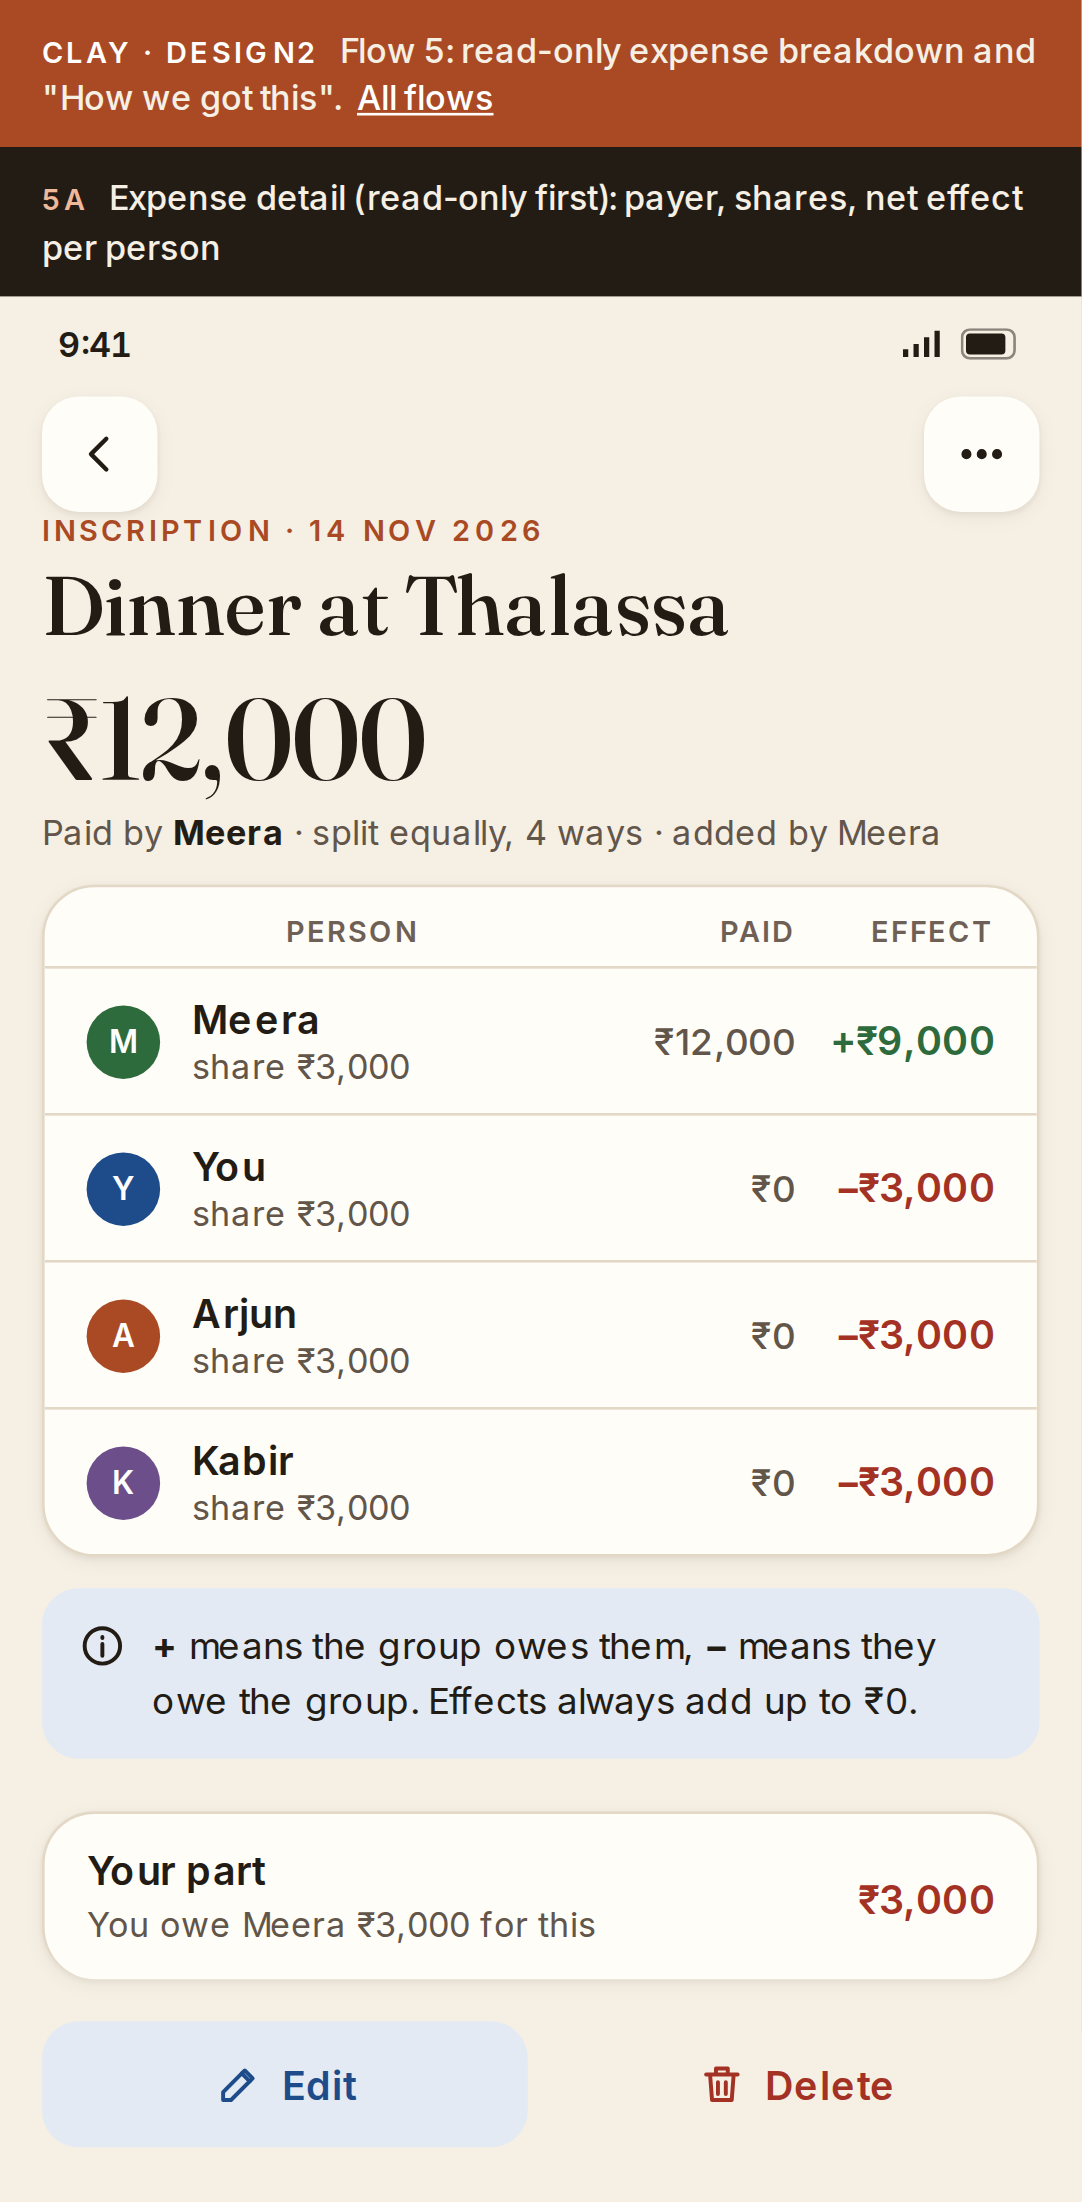 CLAY · DESIGN2 Flow 5: read-only expense breakdown and
"How we got this". All flows
5A Expense detail (read-only first): payer, shares, net effect
per person
9:41
INSCRIPTION · 14 NOV 2026
Dinner at Thalassa
₹12,000
Paid by Meera · split equally, 4 ways · added by Meera
PERSON PAID EFFECT
M Meera ₹12,000 +₹9,000
share ₹3,000
Y You ₹0 −₹3,000
share ₹3,000
A Arjun ₹0 −₹3,000
share ₹3,000
K Kabir ₹0 −₹3,000
share ₹3,000
+ means the group owes them, − means they
owe the group. Effects always add up to ₹0.
Your part
You owe Meera ₹3,000 for this
₹3,000
Edit Delete